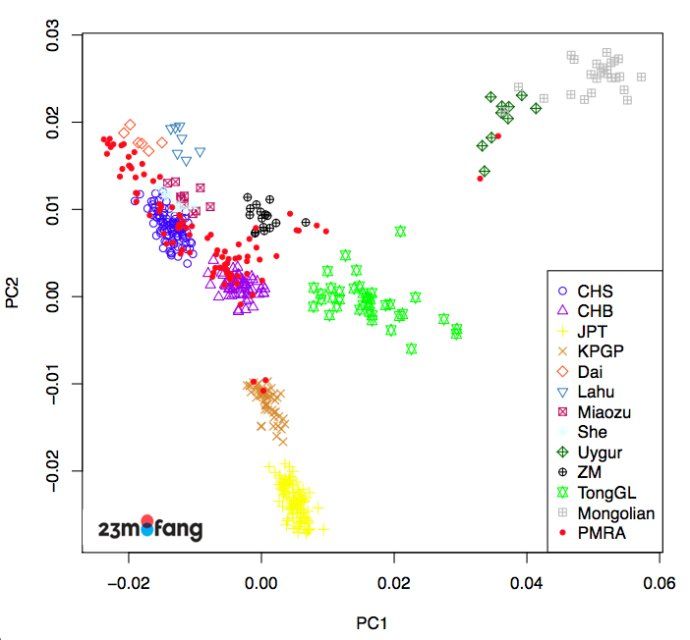 0.03
0.02
0.01
0.00
−0.01
−0.02
PC2
−0.02
0.00
0.02
0.04
0.06
PC1
CHS
CHB
JPT
KPGP
Dai
Lahu
Miaozu
She
Uygur
ZM
TongGL
Mongolian
PMRA
23mofang